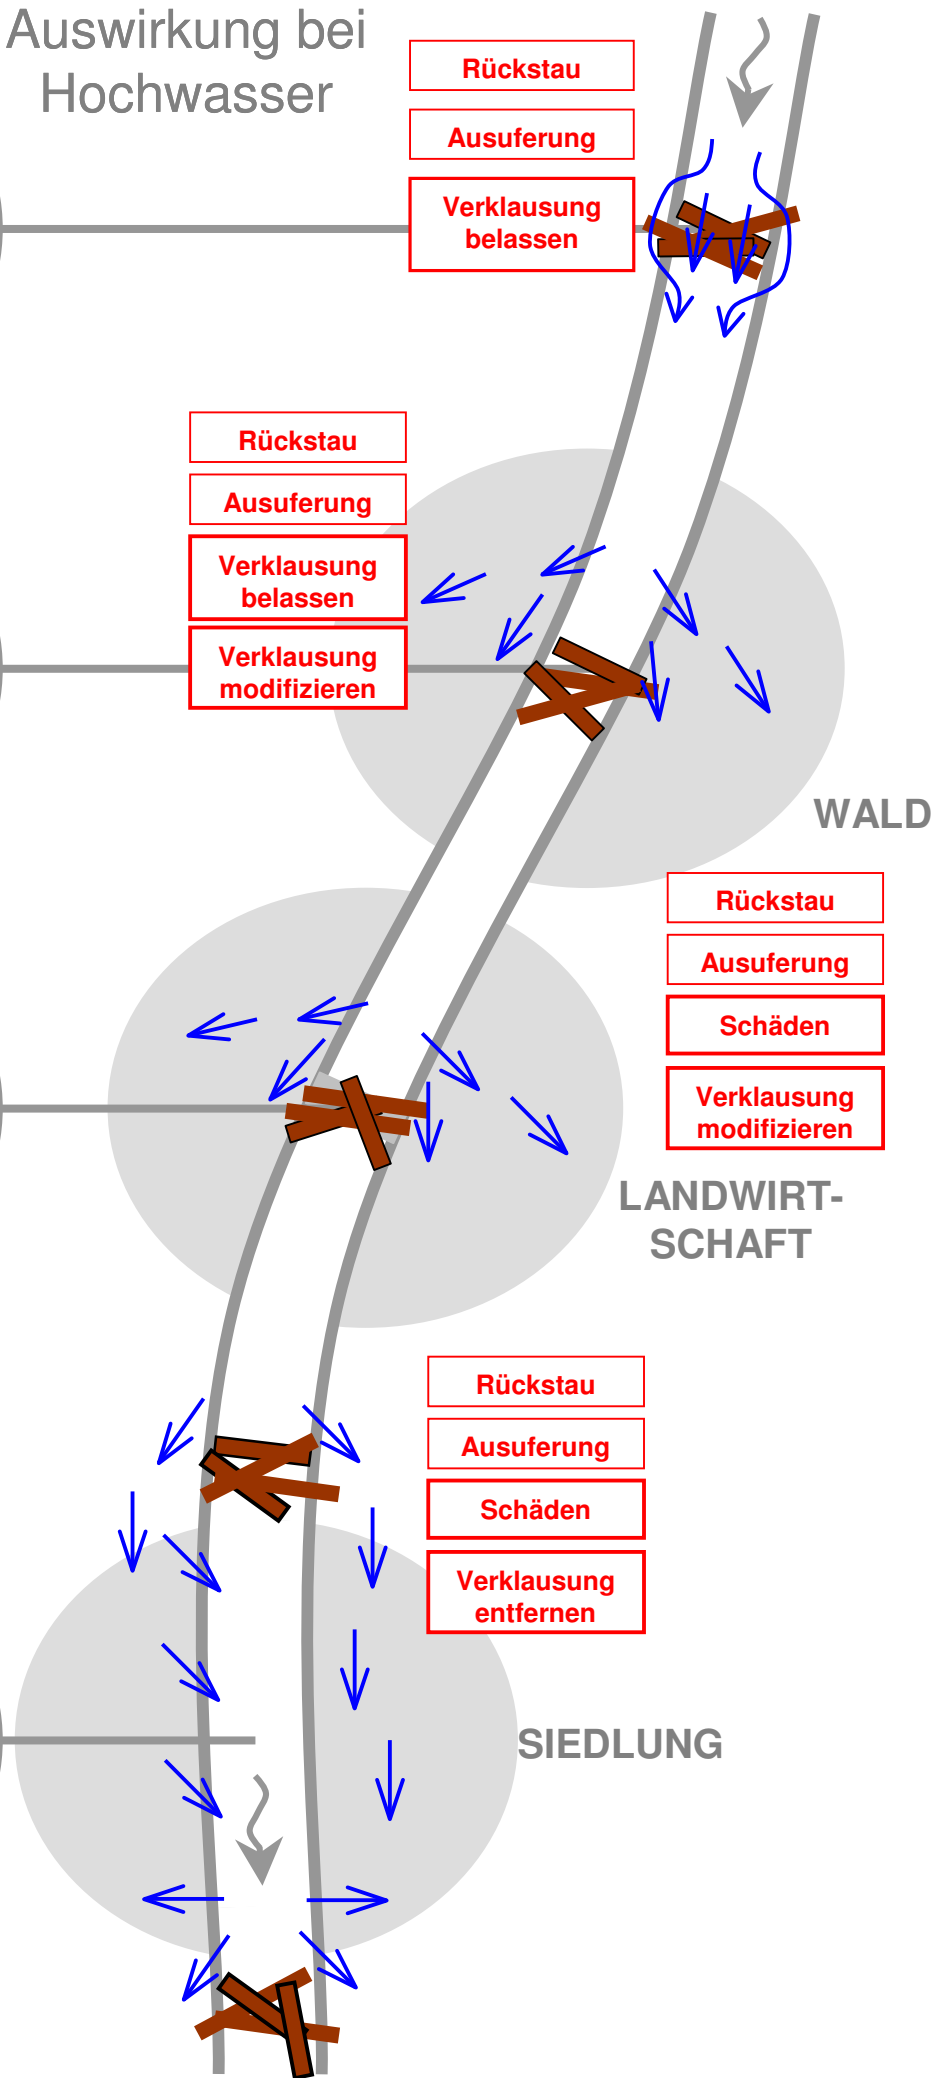 Auswirkung bei
Hochwasser
Rückstau
Ausuferung
Verklausung
belassen
Rückstau
Ausuferung
Verklausung
belassen
Verklausung
modifizieren
WALD
Rückstau
Ausuferung
Schäden
Verklausung
modifizieren
LANDWIRT-
SCHAFT
Rückstau
Ausuferung
Schäden
Verklausung
entfernen
SIEDLUNG